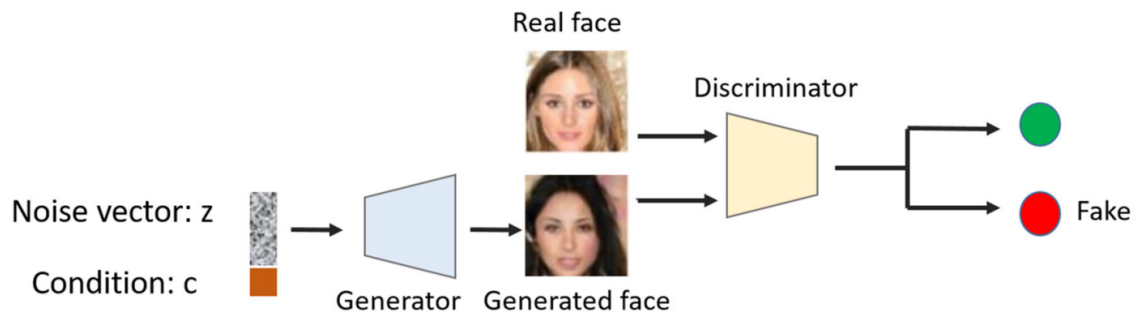 Real face
Discriminator
Noise vector: z
Condition: c
Generator
Generated face
Fake